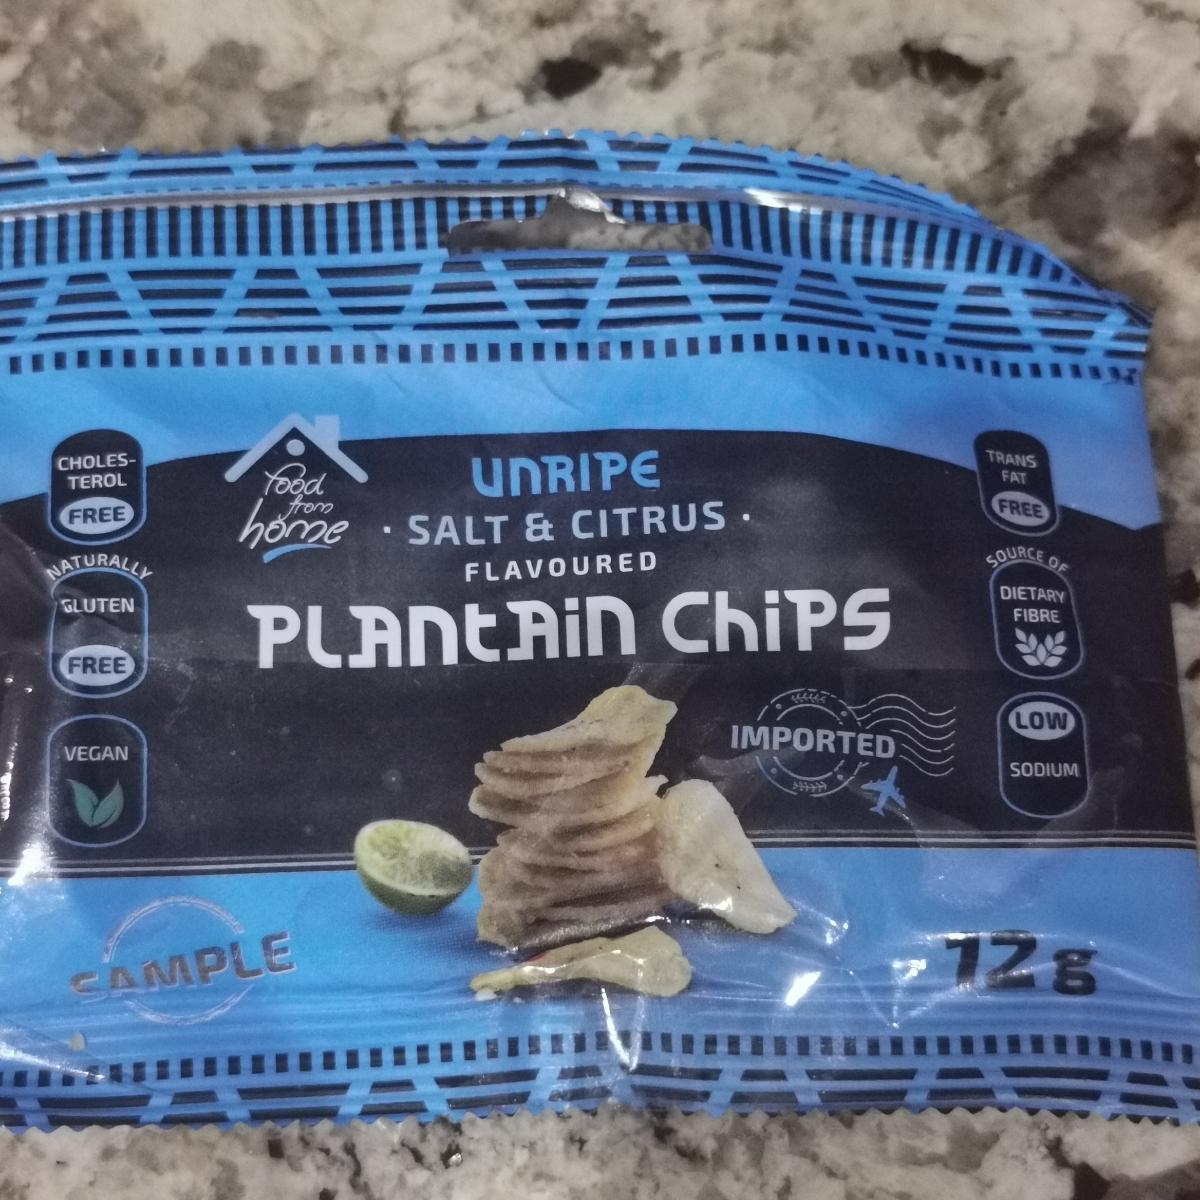 CHOLES-
TEROL
FREE
NATURALLY
GLUTEN
FREE
VEGAN
food
from
home
UNRIPE
· SALT & CITRUS ·
FLAVOURED
PLANTAIN CHIPS
IMPORTED
TRANS
FAT
FREE
SOURCE OF
DIETARY
FIBRE
LOW
SODIUM
SAMPLE
12g